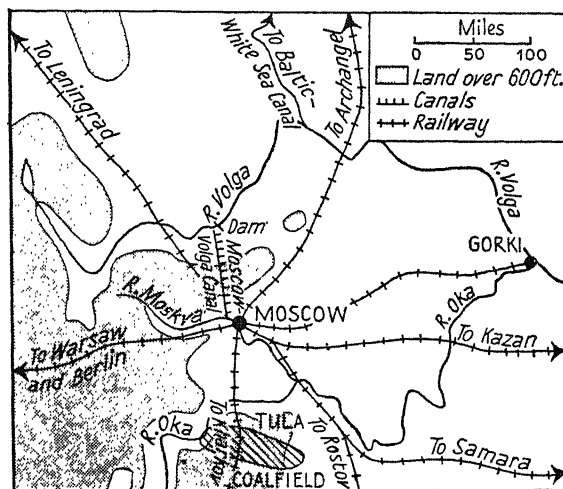 Miles
0 50 100
Land over 600ft.
Canals
Railway
To Leningrad
To Baltic-
White Sea Canal
To Archangel
R. Volga
R. Volga
Dam
Moscow
Volga Canal
GORKI
R. Moskva
MOSCOW
R. Oka
To Kazan
To Warsaw
and Berlin
R. Oka
To Kharkov
TULA
COALFIELD
To Rostov
To Samara